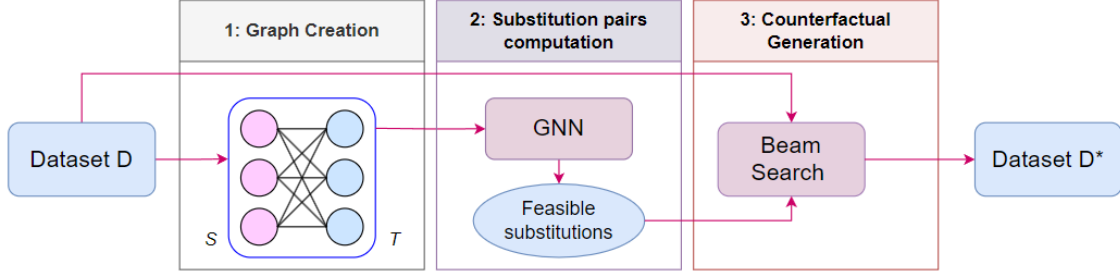 1: Graph Creation
2: Substitution pairs
computation
3: Counterfactual
Generation
Dataset D
S
T
GNN
Feasible
substitutions
Beam
Search
Dataset D*